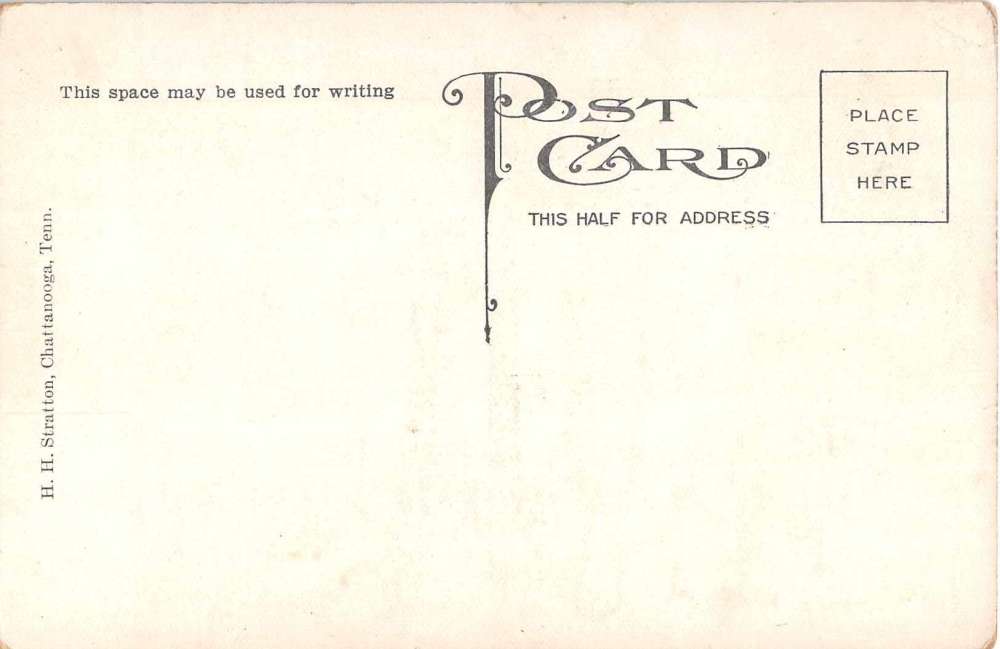 This space may be used for writing
POST
CARD
THIS HALF FOR ADDRESS
PLACE
STAMP
HERE
H. H. Stratton, Chattanooga, Tenn.